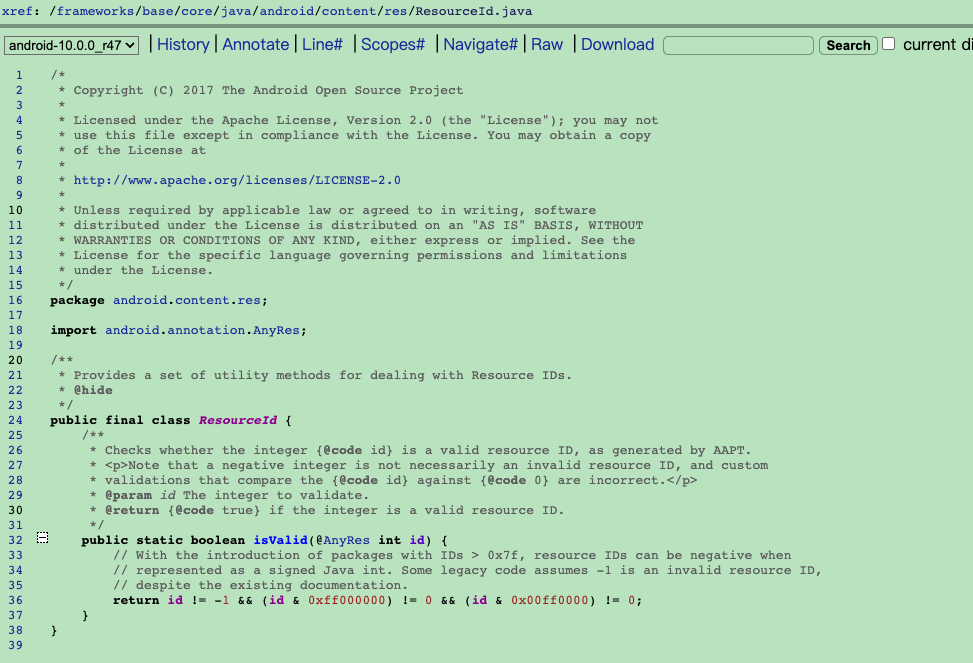 xref: /frameworks/base/core/java/android/content/res/ResourceId.java
android-10.0.0_r47 | History | Annotate | Line# | Scopes# | Navigate# | Raw | Download Search current di
1 /*
2 * Copyright (C) 2017 The Android Open Source Project
3 *
4 * Licensed under the Apache License, Version 2.0 (the "License"); you may not
5 * use this file except in compliance with the License. You may obtain a copy
6 * of the License at
7 *
8 * http://www.apache.org/licenses/LICENSE-2.0
9 *
10 * Unless required by applicable law or agreed to in writing, software
11 * distributed under the License is distributed on an "AS IS" BASIS, WITHOUT
12 * WARRANTIES OR CONDITIONS OF ANY KIND, either express or implied. See the
13 * License for the specific language governing permissions and limitations
14 * under the License.
15 */
16 package android.content.res;
17
18 import android.annotation.AnyRes;
19
20 /**
21 * Provides a set of utility methods for dealing with Resource IDs.
22 * @hide
23 */
24 public final class ResourceId {
25 /**
26 * Checks whether the integer {@code id} is a valid resource ID, as generated by AAPT.
27 * <p>Note that a negative integer is not necessarily an invalid resource ID, and custom
28 * validations that compare the {@code id} against {@code 0} are incorrect.</p>
29 * @param id The integer to validate.
30 * @return {@code true} if the integer is a valid resource ID.
31 */
32 public static boolean isValid(@AnyRes int id) {
33 // With the introduction of packages with IDs > 0x7f, resource IDs can be negative when
34 // represented as a signed Java int. Some legacy code assumes -1 is an invalid resource ID,
35 // despite the existing documentation.
36 return id != -1 && (id & 0xff000000) != 0 && (id & 0x00ff0000) != 0;
37 }
38 }
39